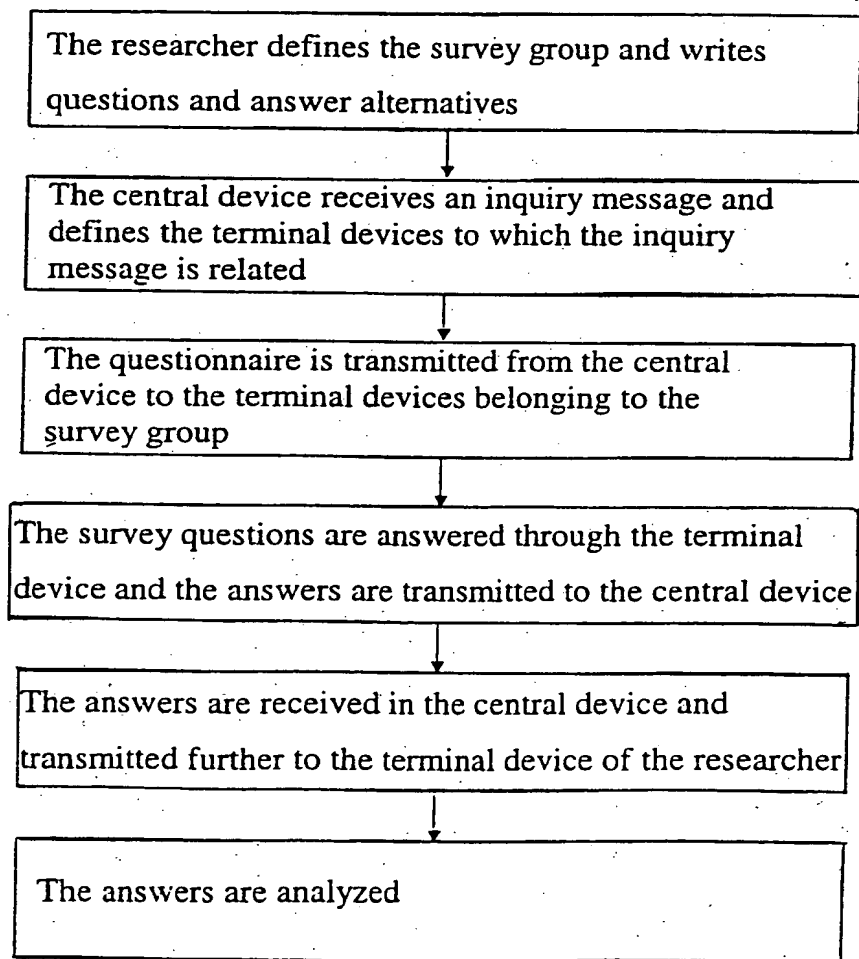 The researcher defines the survey group and writes
questions and answer alternatives
The central device receives an inquiry message and
defines the terminal devices to which the inquiry
message is related
The questionnaire is transmitted from the central
device to the terminal devices belonging to the
survey group
The survey questions are answered through the terminal
device and the answers are transmitted to the central device
The answers are received in the central device and
transmitted further to the terminal device of the researcher
The answers are analyzed